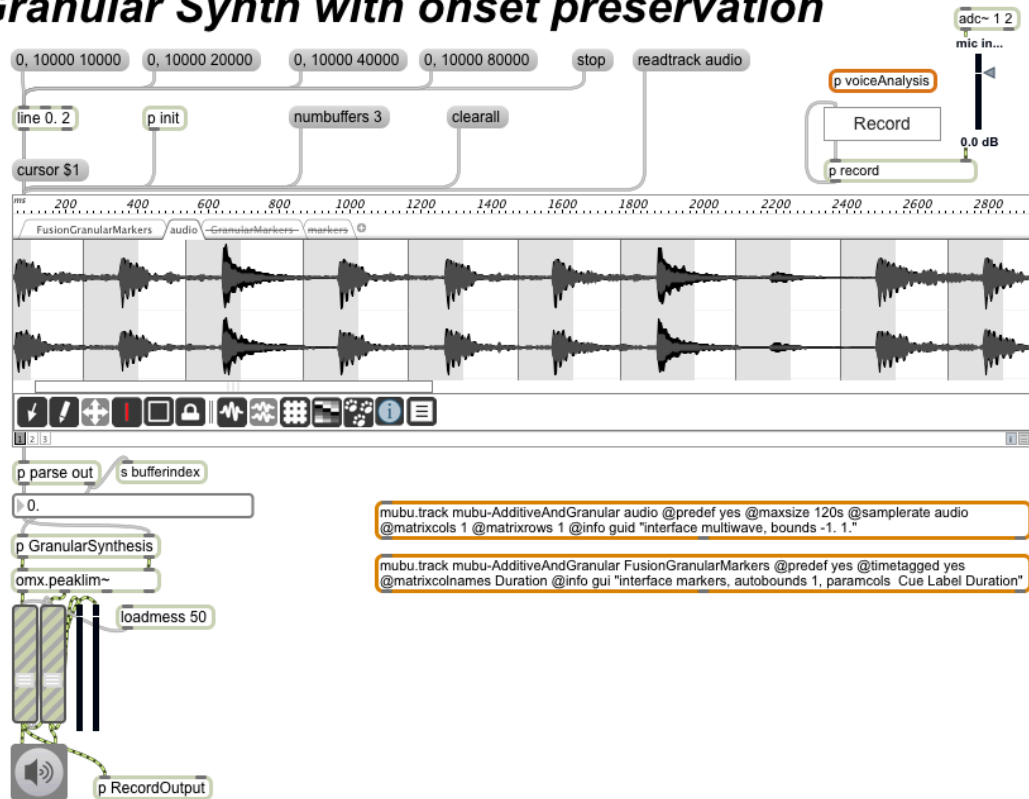 Granular Synth with onset preservation
adc~ 1 2
mic in...
0, 10000 10000
0, 10000 20000
0, 10000 40000
0, 10000 80000
stop
readtrack audio
p voiceAnalysis
line 0. 2
p init
numbuffers 3
clearall
Record
0.0 dB
cursor $1
p record
ms 200 400 600 800 1000 1200 1400 1600 1800 2000 2200 2400 2600 2800
FusionGranularMarkers audio GranularMarkers markers
1 2 3
p parse out
s bufferindex
0.
mubu.track mubu-AdditiveAndGranular audio @predef yes @maxsize 120s @samplerate audio
@matrixcols 1 @matrixrows 1 @info guid "interface multiwave, bounds -1. 1."
p GranularSynthesis
mubu.track mubu-AdditiveAndGranular FusionGranularMarkers @predef yes @timetagged yes
@matrixcolnames Duration @info gui "interface markers, autobounds 1, paramcols Cue Label Duration"
omx.peaklim~
loadmess 50
p RecordOutput